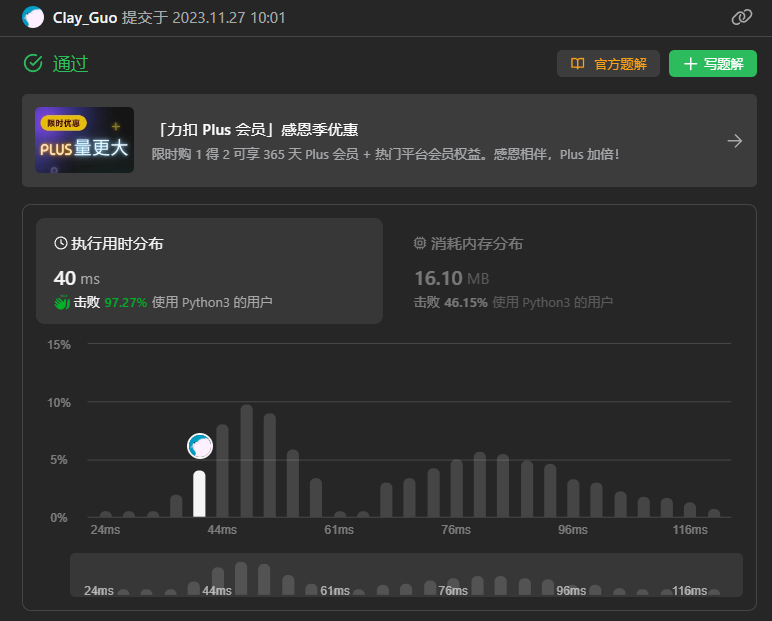 Clay_Guo 提交于 2023.11.27 10:01
通过
官方题解
写题解
限时优惠
PLUS量更大
「力扣 Plus 会员」感恩季优惠
限时购 1 得 2 可享 365 天 Plus 会员 + 热门平台会员权益。感恩相伴，Plus 加倍！
执行用时分布
40 ms
击败 97.27% 使用 Python3 的用户
消耗内存分布
16.10 MB
击败 46.15% 使用 Python3 的用户
15%
10%
5%
0%
24ms 44ms 61ms 76ms 96ms 116ms
24ms 44ms 61ms 76ms 96ms 116ms